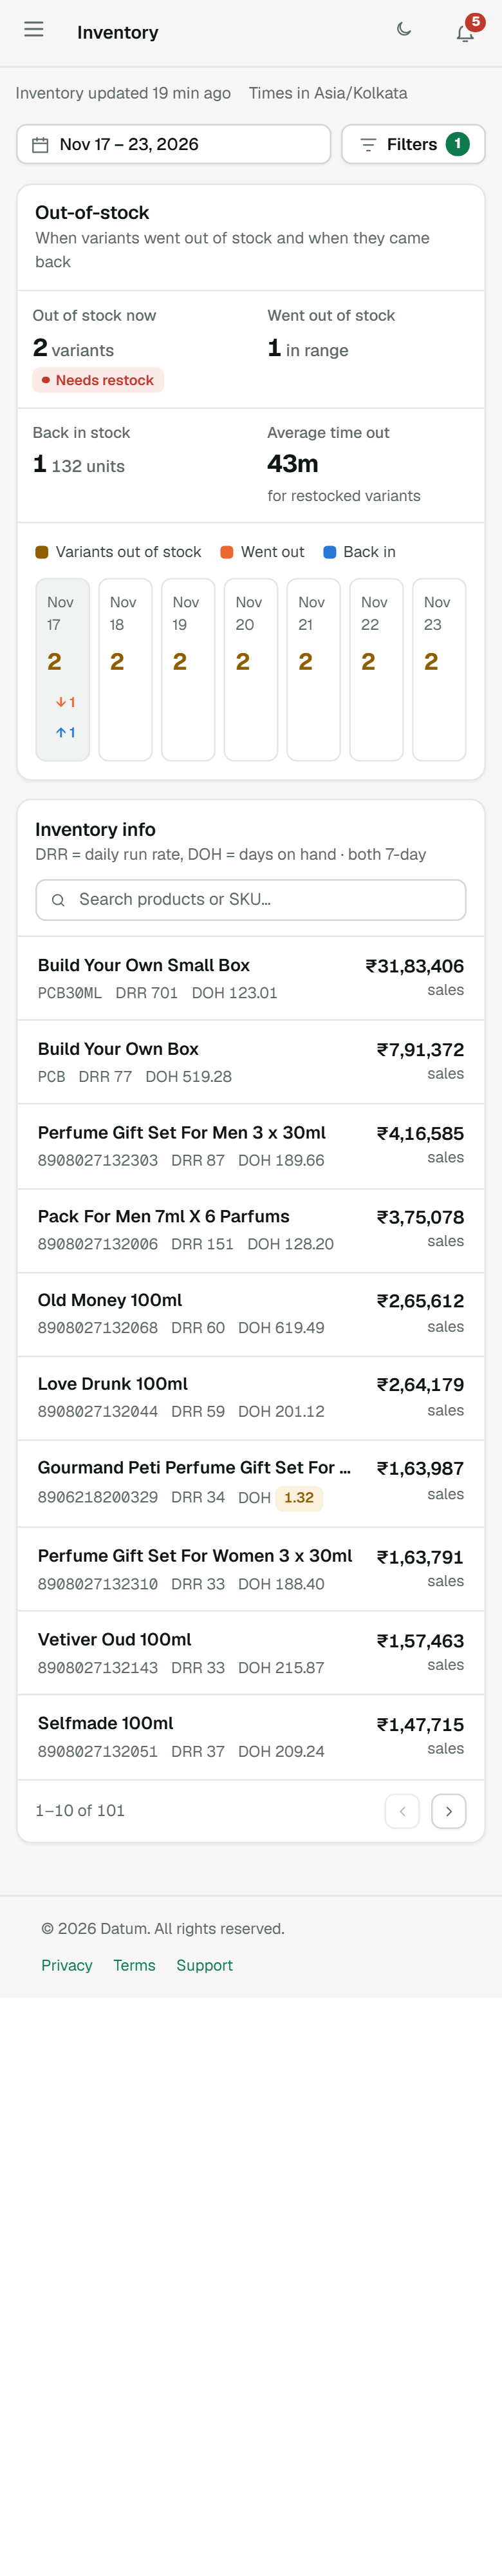 Inventory
5
Inventory updated 19 min ago Times in Asia/Kolkata
Nov 17 – 23, 2026
Filters 1
Out-of-stock
When variants went out of stock and when they came
back
Out of stock now
2 variants
Needs restock
Went out of stock
1 in range
Back in stock
1 132 units
Average time out
43m
for restocked variants
Variants out of stock Went out Back in
Nov 17 2 ↓1 ↑1
Nov 18 2
Nov 19 2
Nov 20 2
Nov 21 2
Nov 22 2
Nov 23 2
Inventory info
DRR = daily run rate, DOH = days on hand · both 7-day
Search products or SKU...
Build Your Own Small Box ₹31,83,406
PCB30ML DRR 701 DOH 123.01 sales
Build Your Own Box ₹7,91,372
PCB DRR 77 DOH 519.28 sales
Perfume Gift Set For Men 3 x 30ml ₹4,16,585
8908027132303 DRR 87 DOH 189.66 sales
Pack For Men 7ml X 6 Parfums ₹3,75,078
8908027132006 DRR 151 DOH 128.20 sales
Old Money 100ml ₹2,65,612
8908027132068 DRR 60 DOH 619.49 sales
Love Drunk 100ml ₹2,64,179
8908027132044 DRR 59 DOH 201.12 sales
Gourmand Peti Perfume Gift Set For ... ₹1,63,987
8906218200329 DRR 34 DOH 1.32 sales
Perfume Gift Set For Women 3 x 30ml ₹1,63,791
8908027132310 DRR 33 DOH 188.40 sales
Vetiver Oud 100ml ₹1,57,463
8908027132143 DRR 33 DOH 215.87 sales
Selfmade 100ml ₹1,47,715
8908027132051 DRR 37 DOH 209.24 sales
1–10 of 101
© 2026 Datum. All rights reserved.
Privacy Terms Support